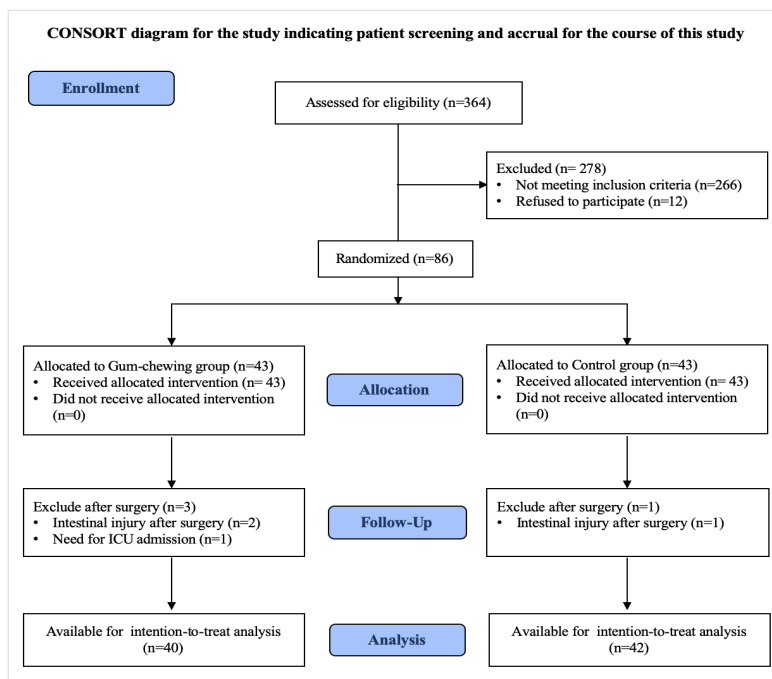 CONSORT diagram for the study indicating patient screening and accrual for the course of this study
Enrollment
Assessed for eligibility (n=364)
Excluded (n= 278)
• Not meeting inclusion criteria (n=266)
• Refused to participate (n=12)
Randomized (n=86)
Allocated to Gum-chewing group (n=43)
• Received allocated intervention (n= 43)
• Did not receive allocated intervention
(n=0)
Allocation
Allocated to Control group (n=43)
• Received allocated intervention (n= 43)
• Did not receive allocated intervention
(n=0)
Exclude after surgery (n=3)
• Intestinal injury after surgery (n=2)
• Need for ICU admission (n=1)
Follow-Up
Exclude after surgery (n=1)
• Intestinal injury after surgery (n=1)
Available for intention-to-treat analysis
(n=40)
Analysis
Available for intention-to-treat analysis
(n=42)